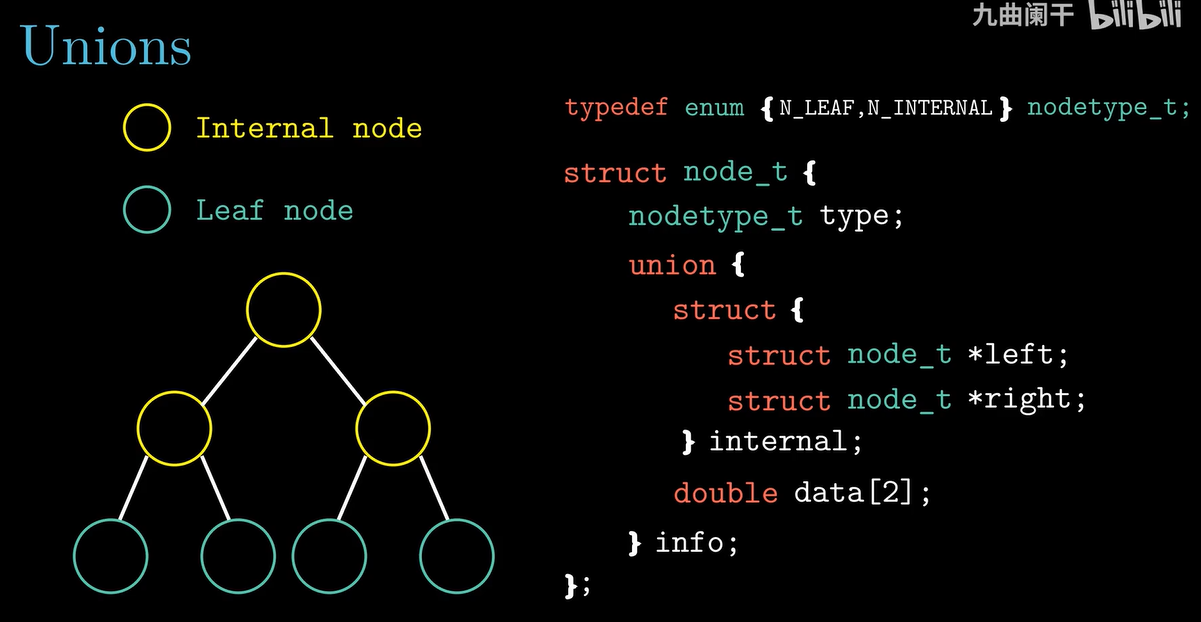 九曲阑干 bilibili
Unions
Internal node
Leaf node
typedef enum {N_LEAF,N_INTERNAL} nodetype_t;
struct node_t {
nodetype_t type;
union {
struct {
struct node_t *left;
struct node_t *right;
} internal;
double data[2];
} info;
};